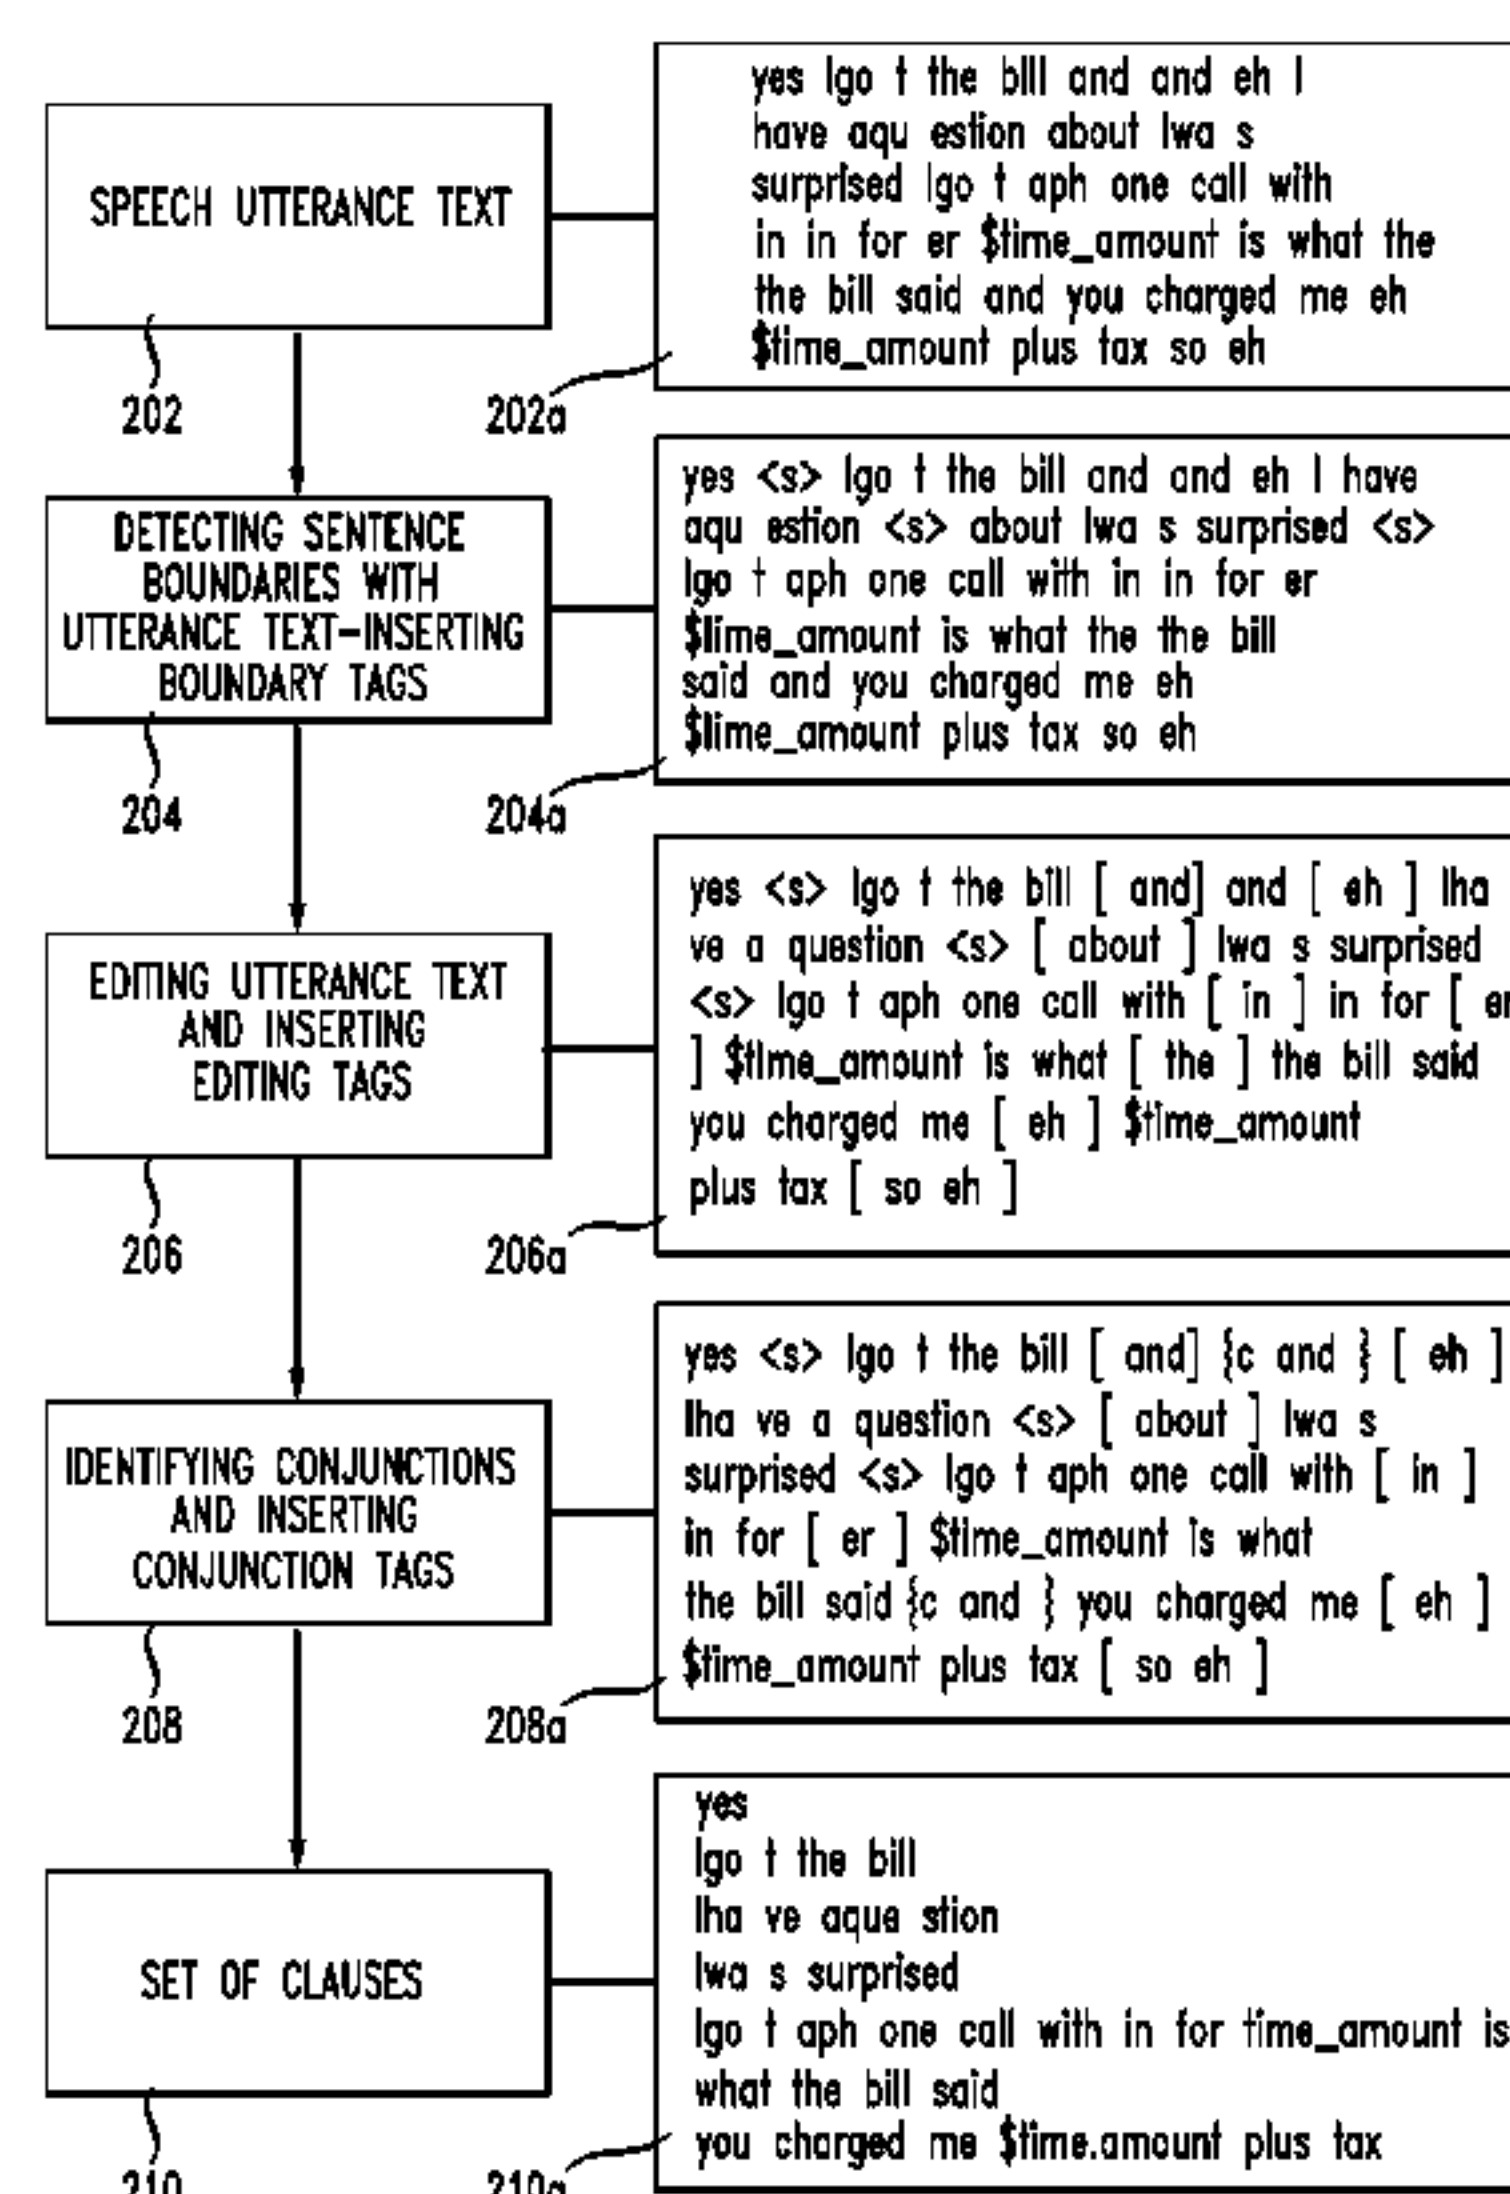 SPEECH UTTERANCE TEXT
202
yes Igo t the bill and and eh I
have aqu estion about Iwa s
surprised Igo t aph one call with
in in for er $time_amount is what the
the bill said and you charged me eh
$time_amount plus tax so eh
202a
DETECTING SENTENCE
BOUNDARIES WITH
UTTERANCE TEXT-INSERTING
BOUNDARY TAGS
204
yes <s> Igo t the bill and and eh I have
aqu estion <s> about Iwa s surprised <s>
Igo t aph one call with in in for er
$lime_amount is what the the bill
said and you charged me eh
$lime_amount plus tax so eh
204a
EDITING UTTERANCE TEXT
AND INSERTING
EDITING TAGS
206
yes <s> Igo t the bill [ and] and [ eh ] Iha
ve a question <s> [ about ] Iwa s surprised
<s> Igo t aph one call with [ in ] in for [ er
] $time_amount is what [ the ] the bill said
you charged me [ eh ] $time_amount
plus tax [ so eh ]
206a
IDENTIFYING CONJUNCTIONS
AND INSERTING
CONJUNCTION TAGS
208
yes <s> Igo t the bill [ and] {c and } [ eh ]
Iha ve a question <s> [ about ] Iwa s
surprised <s> Igo t aph one call with [ in ]
in for [ er ] $time_amount is what
the bill said {c and } you charged me [ eh ]
$time_amount plus tax [ so eh ]
208a
SET OF CLAUSES
210
yes
Igo t the bill
Iha ve aque stion
Iwa s surprised
Igo t aph one call with in for time_amount is
what the bill said
you charged me $time.amount plus tax
210a